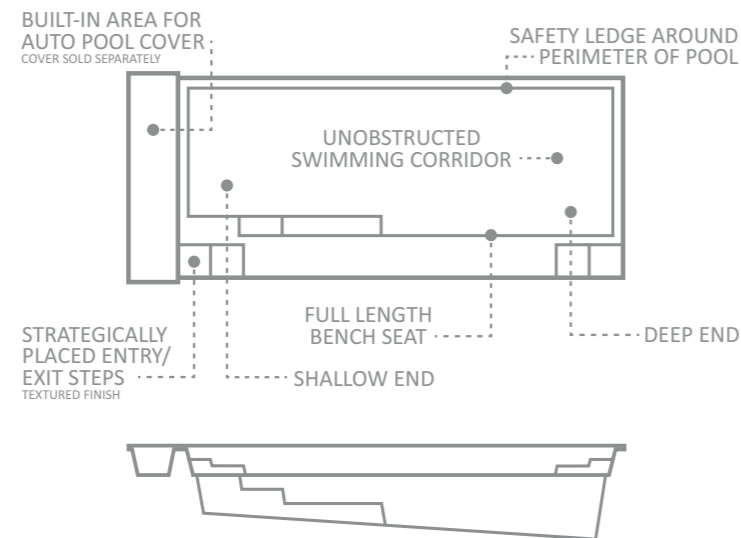 BUILT-IN AREA FOR
AUTO POOL COVER
COVER SOLD SEPARATELY
SAFETY LEDGE AROUND
PERIMETER OF POOL
UNOBSTRUCTED
SWIMMING CORRIDOR
FULL LENGTH
BENCH SEAT
DEEP END
STRATEGICALLY
PLACED ENTRY/
EXIT STEPS
TEXTURED FINISH
SHALLOW END